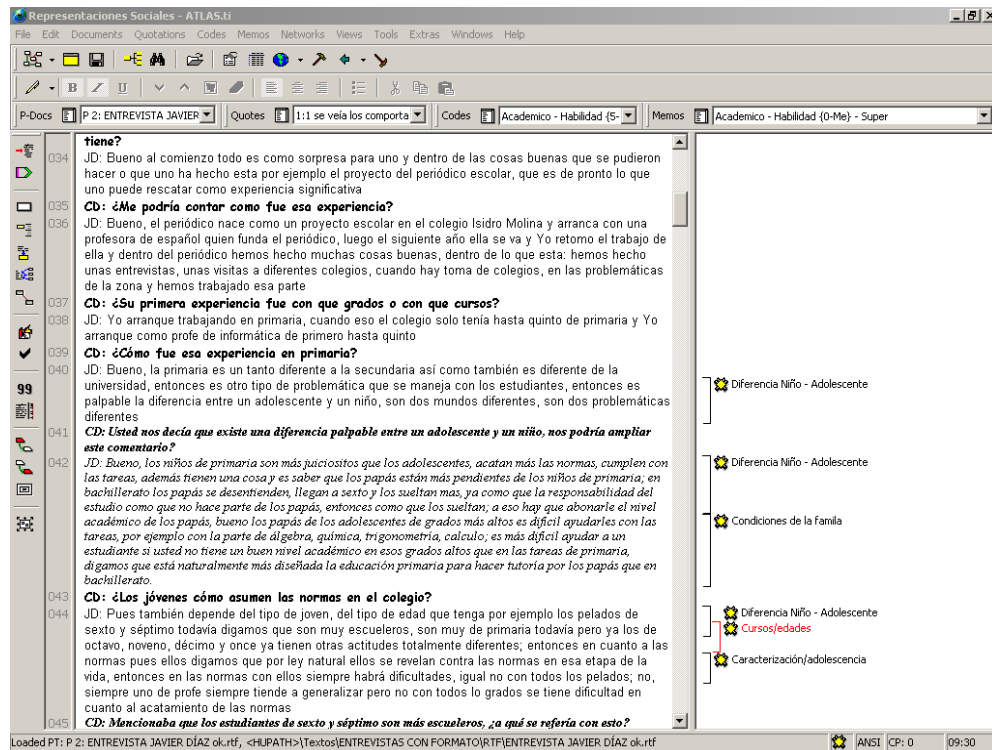 Representaciones Sociales - ATLAS.ti
File Edit Documents Quotations Codes Memos Networks Views Tools Extras Windows Help
B Z U
P-Docs P 2: ENTREVISTA JAVIER Quotes 1:1 se veía los comporta Codes Academico - Habilidad {5- Memos Academico - Habilidad {0-Me} - Super
tiene?
034 JD: Bueno al comienzo todo es como sorpresa para uno y dentro de las cosas buenas que se pudieron
hacer o que uno ha hecho esta por ejemplo el proyecto del periódico escolar, que es de pronto lo que
uno puede rescatar como experiencia significativa
035 CD: ¿Me podría contar como fue esa experiencia?
036 JD: Bueno, el periódico nace como un proyecto escolar en el colegio Isidro Molina y arranca con una
profesora de español quien funda el periódico, luego el siguiente año ella se va y Yo retomo el trabajo de
ella y dentro del periódico hemos hecho muchas cosas buenas, dentro de lo que esta: hemos hecho
unas entrevistas, unas visitas a diferentes colegios, cuando hay toma de colegios, en las problemáticas
de la zona y hemos trabajado esa parte
037 CD: ¿Su primera experiencia fue con que grados o con que cursos?
038 JD: Yo arranque trabajando en primaria, cuando eso el colegio solo tenía hasta quinto de primaria y Yo
arranque como profe de informática de primero hasta quinto
039 CD: ¿Cómo fue esa experiencia en primaria?
040 JD: Bueno, la primaria es un tanto diferente a la secundaria así como también es diferente de la
universidad, entonces es otro tipo de problemática que se maneja con los estudiantes, entonces es
palpable la diferencia entre un adolescente y un niño, son dos mundos diferentes, son dos problemáticas
diferentes
Diferencia Niño - Adolescente
99
041 CD: Usted nos decía que existe una diferencia palpable entre un adolescente y un niño, nos podría ampliar
este comentario?
042 JD: Bueno, los niños de primaria son más juiciositos que los adolescentes, acatan más las normas, cumplen con
las tareas, además tienen una cosa y es saber que los papás están más pendientes de los niños de primaria; en
bachillerato los papás se desentienden, llegan a sexto y los sueltan mas, ya como que la responsabilidad del
estudio como que no hace parte de los papás, entonces como que los sueltan; a eso hay que abonarle el nivel
académico de los papás, bueno los papás de los adolescentes de grados más altos es difícil ayudarles con las
tareas, por ejemplo con la parte de álgebra, química, trigonometría, calculo; es más difícil ayudar a un
estudiante si usted no tiene un buen nivel académico en esos grados altos que en las tareas de primaria,
digamos que está naturalmente más diseñada la educación primaria para hacer tutoría por los papás que en
bachillerato.
Diferencia Niño - Adolescente
Condiciones de la famila
043 CD: ¿Los jóvenes cómo asumen las normas en el colegio?
044 JD: Pues también depende del tipo de joven, del tipo de edad que tenga por ejemplo los pelados de
sexto y séptimo todavía digamos que son muy escueleros, son muy de primaria todavía pero ya los de
octavo, noveno, décimo y once ya tienen otras actitudes totalmente diferentes; entonces en cuanto a las
normas pues ellos digamos que por ley natural ellos se revelan contra las normas en esa etapa de la
vida, entonces en las normas con ellos siempre habrá dificultades, igual no con todos los pelados; no,
siempre uno de profe siempre tiende a generalizar pero no con todos lo grados se tiene dificultad en
cuanto al acatamiento de las normas
Diferencia Niño - Adolescente
Cursos/edades
Caracterización/adolescencia
045 CD: Mencionaba que los estudiantes de sexto y séptimo son más escueleros, ¿a qué se refería con esto?
Loaded PT: P 2: ENTREVISTA JAVIER DÍAZ ok.rtf, <HUPATH>\Textos\ENTREVISTAS CON FORMATO\RTF\ENTREVISTA JAVIER DÍAZ ok.rtf ANSI CP: 0 09:30